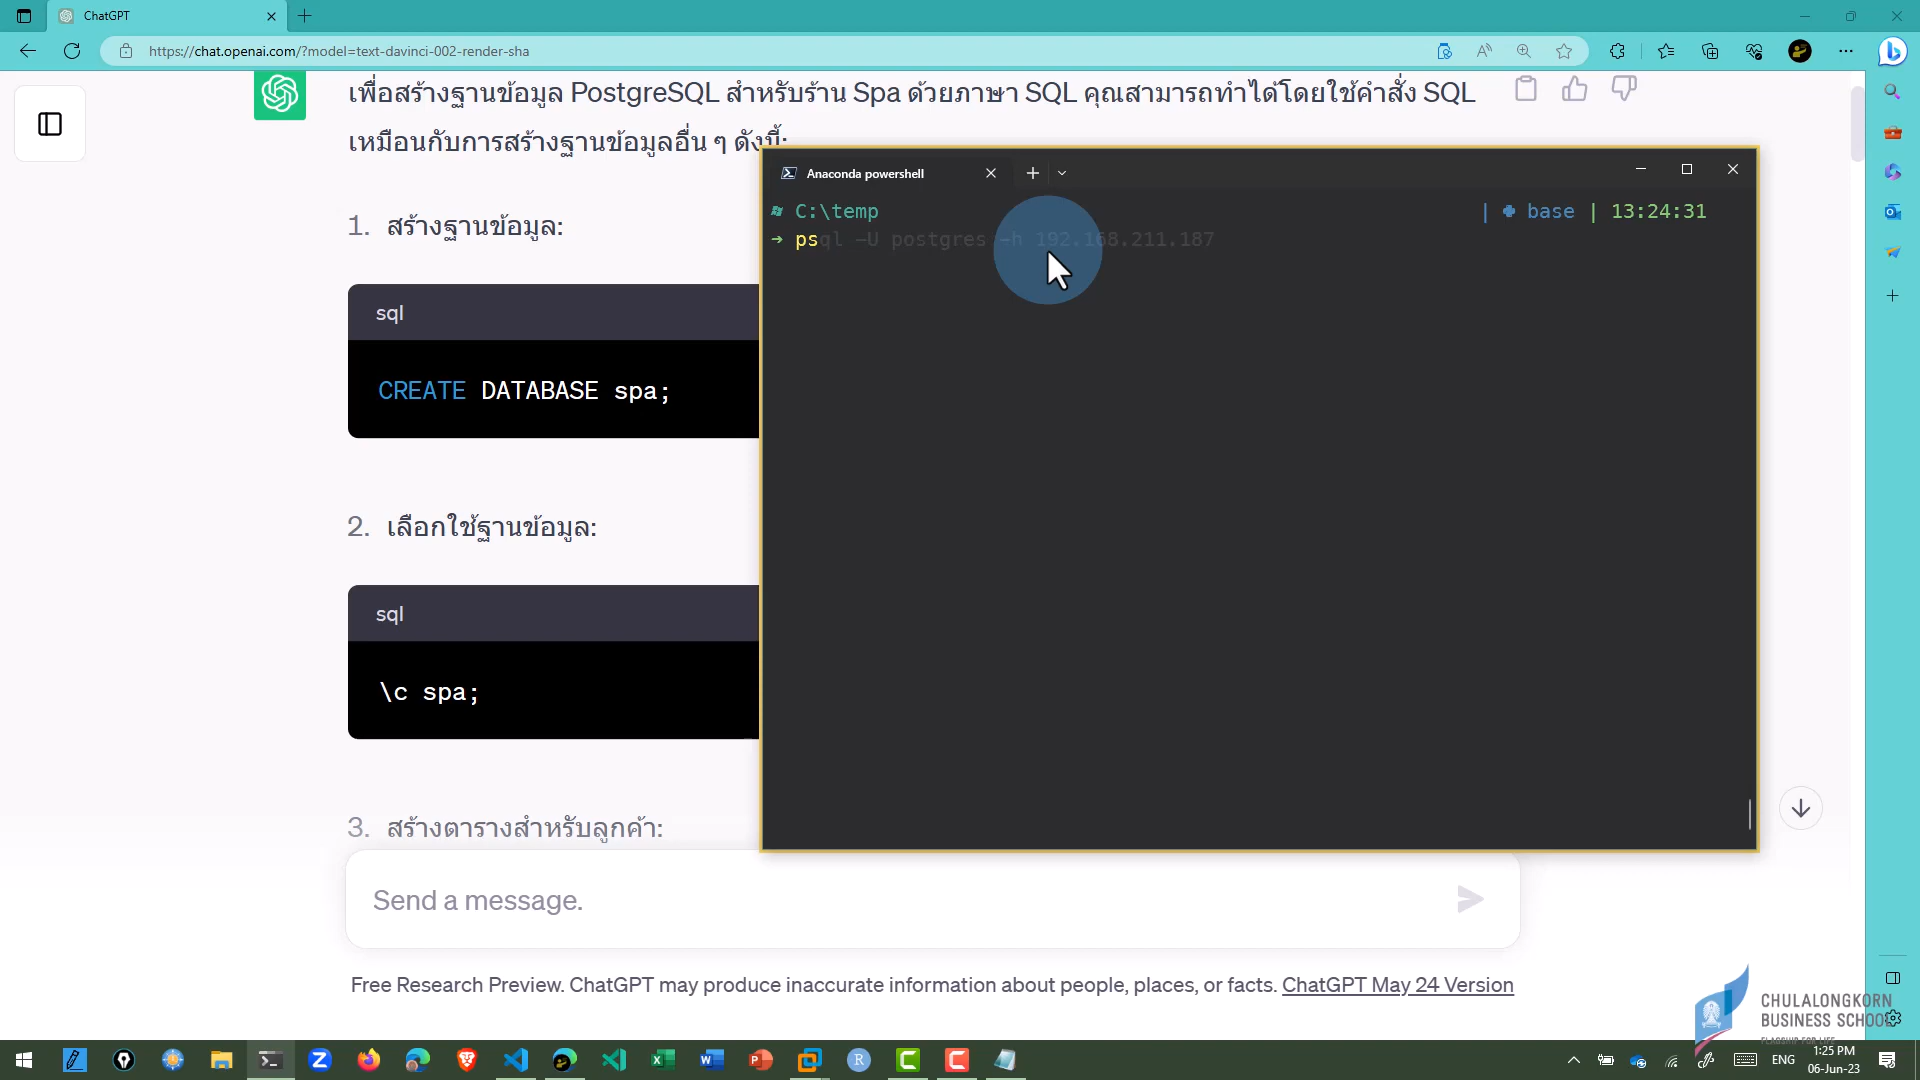 ChatGPT
https://chat.openai.com/?model=text-davinci-002-render-sha
เพื่อสร้างฐานข้อมูล PostgreSQL สำหรับร้าน Spa ด้วยภาษา SQL คุณสามารถทำได้โดยใช้คำสั่ง SQL
เหมือนกับการสร้างฐานข้อมูลอื่น ๆ ดังนี้:
1. สร้างฐานข้อมูล:
sql
CREATE DATABASE spa;
2. เลือกใช้ฐานข้อมูล:
sql
\c spa;
3. สร้างตารางสำหรับลูกค้า:
Anaconda powershell
C:\temp
| base | 13:24:31
psql -U postgres -h 192.168.211.187
Send a message.
Free Research Preview. ChatGPT may produce inaccurate information about people, places, or facts. ChatGPT May 24 Version
CHULALONGKORN
BUSINESS SCHOOL
FLAGSHIP FOR LIFE
ENG
1:25 PM
06-Jun-23